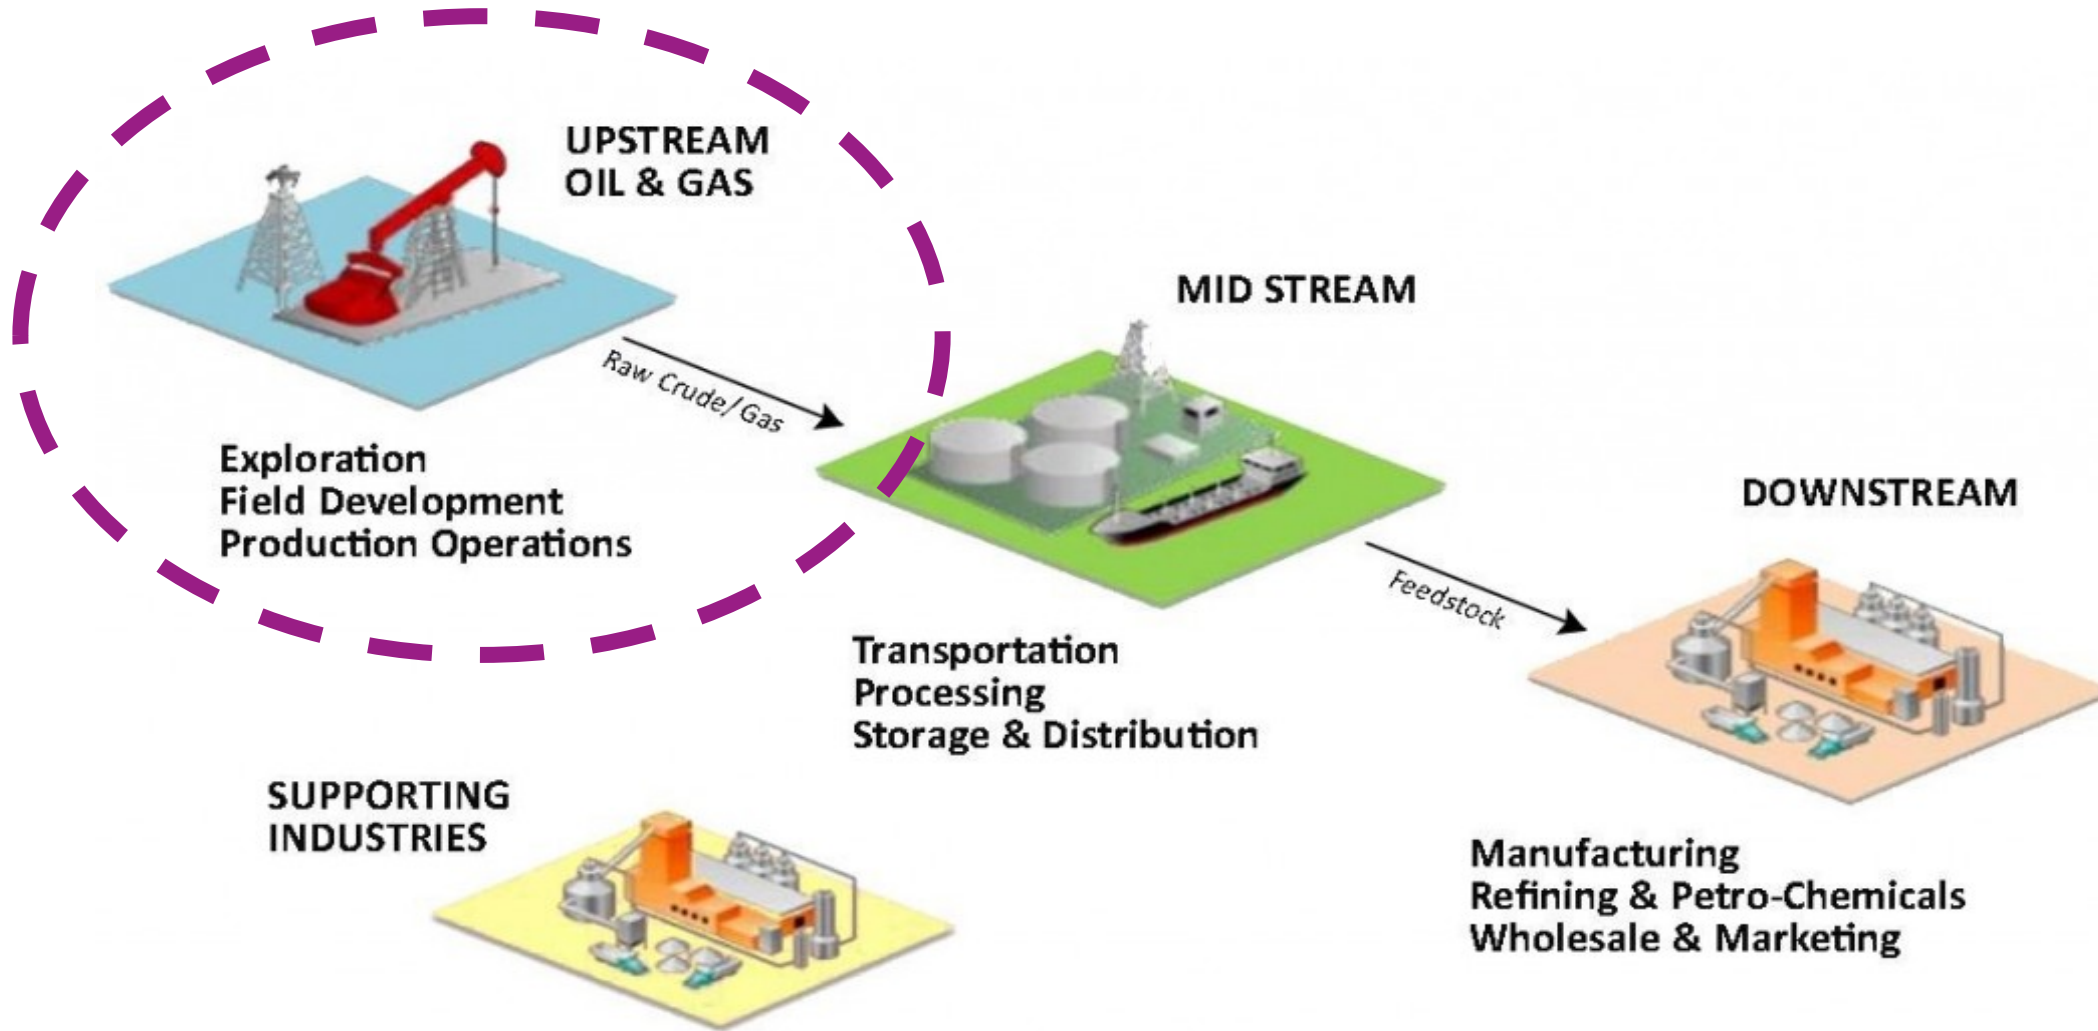 UPSTREAM
OIL & GAS
Raw Crude/Gas
Exploration
Field Development
Production Operations
MID STREAM
Feedstock
Transportation
Processing
Storage & Distribution
DOWNSTREAM
Manufacturing
Refining & Petro-Chemicals
Wholesale & Marketing
SUPPORTING
INDUSTRIES